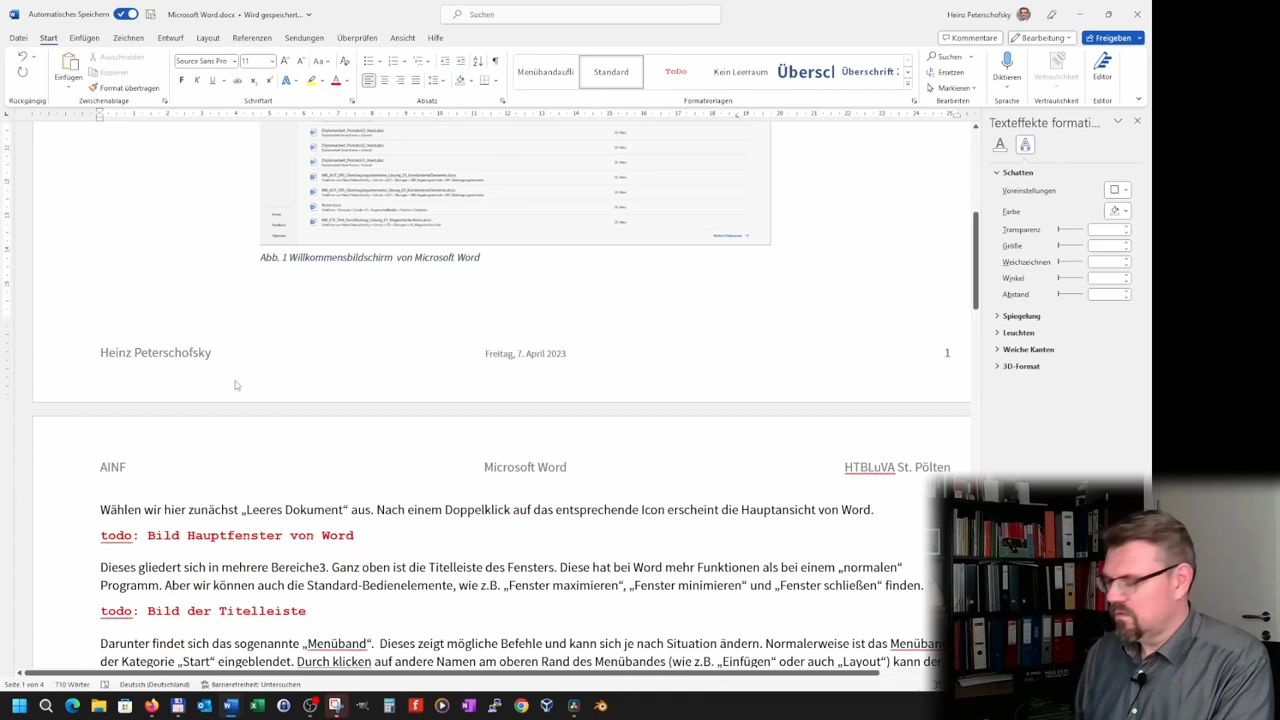 Automatisches Speichern
Microsoft Word.docx • Wird gespeichert...
Suchen
Heinz Peterschofsky
Datei Start Einfügen Zeichnen Entwurf Layout Referenzen Sendungen Überprüfen Ansicht Hilfe
Kommentare Bearbeitung Freigeben
Einfügen
Ausschneiden
Kopieren
Format übertragen
Source Sans Pro 11
Menübandaufli Standard ToDo Kein Leerraum Überscl Überschrift
Suchen
Ersetzen
Markieren
Diktieren
Vertraulichkeit
Editor
Rückgängig Zwischenablage Schriftart Absatz Formatvorlagen Bearbeiten Sprache Vertraulichkeit Editor
Texteffekte formati...
Schatten
Voreinstellungen
Farbe
Transparenz
Größe
Weichzeichnen
Winkel
Abstand
Spiegelung
Leuchten
Weiche Kanten
3D-Format
Abb. 1 Willkommensbildschirm von Microsoft Word
Heinz Peterschofsky Freitag, 7. April 2023 1
AINF Microsoft Word HTBLuVA St. Pölten
Wählen wir hier zunächst „Leeres Dokument“ aus. Nach einem Doppelklick auf das entsprechende Icon erscheint die Hauptansicht von Word.
todo: Bild Hauptfenster von Word
Dieses gliedert sich in mehrere Bereiche3. Ganz oben ist die Titelleiste des Fensters. Diese hat bei Word mehr Funktionen als bei einem „normalen“
Programm. Aber wir können auch die Standard-Bedienelemente, wie z.B. „Fenster maximieren“, „Fenster minimieren“ und „Fenster schließen“ finden.
todo: Bild der Titelleiste
Darunter findet sich das sogenannte „Menüband“. Dieses zeigt mögliche Befehle und kann sich je nach Situation ändern. Normalerweise ist das Menüban
der Kategorie „Start“ eingeblendet. Durch klicken auf andere Namen am oberen Rand des Menübandes (wie z.B. „Einfügen“ oder auch „Layout“) kann der
Seite 1 von 4 710 Wörter Deutsch (Deutschland) Barrierefreiheit: Untersuchen